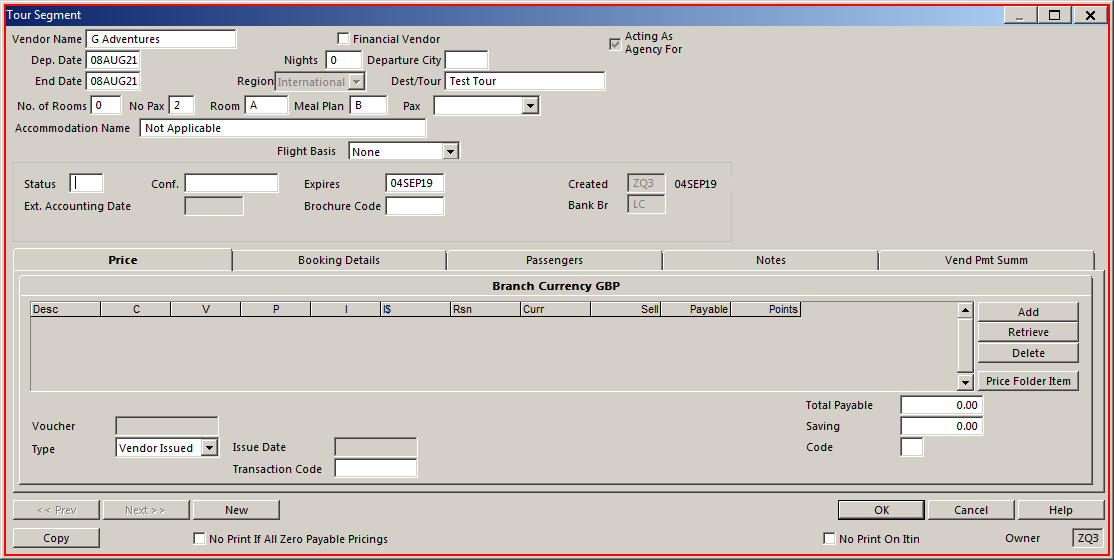 Tour Segment
Vendor Name G Adventures Financial Vendor Acting As Agency For
Dep. Date 08AUG21 Nights 0 Departure City
End Date 08AUG21 Region International Dest/Tour Test Tour
No. of Rooms 0 No Pax 2 Room A Meal Plan B Pax
Accommodation Name Not Applicable
Flight Basis None
Status Conf. Expires 04SEP19 Created ZQ3 04SEP19
Ext. Accounting Date Brochure Code Bank Br LC
Price Booking Details Passengers Notes Vend Pmt Summ
Branch Currency GBP
Desc C V P I I$ Rsn Curr Sell Payable Points
Add
Retrieve
Delete
Price Folder Item
Total Payable 0.00
Voucher Saving 0.00
Type Vendor Issued Issue Date Code
Transaction Code
<< Prev Next >> New OK Cancel Help
Copy No Print If All Zero Payable Pricings No Print On Itin Owner ZQ3